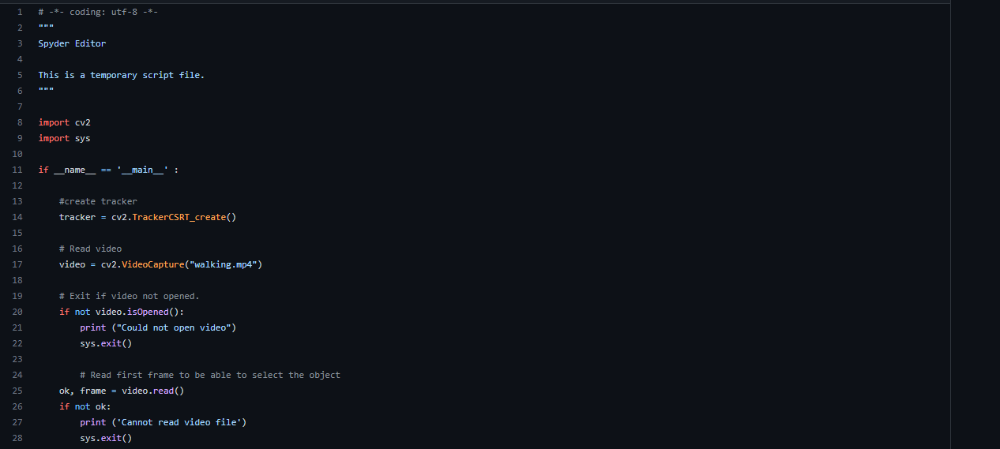 1 # -*- coding: utf-8 -*-
2 """
3 Spyder Editor
4
5 This is a temporary script file.
6 """
7
8 import cv2
9 import sys
10
11 if __name__ == '__main__' :
12
13     #create tracker
14     tracker = cv2.TrackerCSRT_create()
15
16     # Read video
17     video = cv2.VideoCapture("walking.mp4")
18
19     # Exit if video not opened.
20     if not video.isOpened():
21         print ("Could not open video")
22         sys.exit()
23
24         # Read first frame to be able to select the object
25     ok, frame = video.read()
26     if not ok:
27         print ('Cannot read video file')
28         sys.exit()